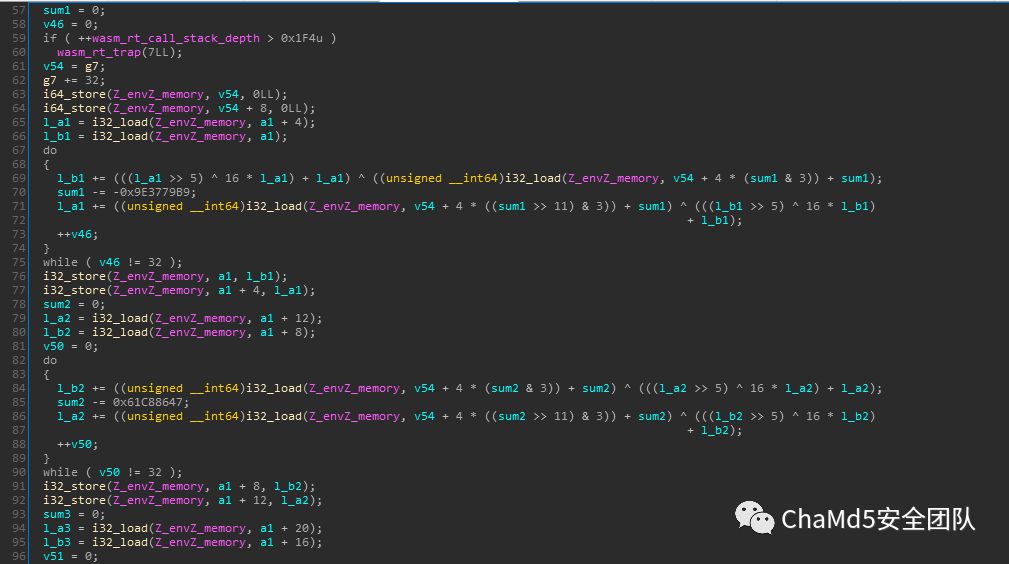 57 sum1 = 0;
58 v46 = 0;
59 if ( ++wasm_rt_call_stack_depth > 0x1F4u )
60   wasm_rt_trap(7LL);
61 v54 = g7;
62 g7 += 32;
63 i64_store(Z_envZ_memory, v54, 0LL);
64 i64_store(Z_envZ_memory, v54 + 8, 0LL);
65 l_a1 = i32_load(Z_envZ_memory, a1 + 4);
66 l_b1 = i32_load(Z_envZ_memory, a1);
67 do
68 {
69   l_b1 += (((l_a1 >> 5) ^ 16 * l_a1) + l_a1) ^ ((unsigned __int64)i32_load(Z_envZ_memory, v54 + 4 * (sum1 & 3)) + sum1);
70   sum1 -= -0x9E3779B9;
71   l_a1 += ((unsigned __int64)i32_load(Z_envZ_memory, v54 + 4 * ((sum1 >> 11) & 3)) + sum1) ^ (((l_b1 >> 5) ^ 16 * l_b1)
72 + l_b1);
73   ++v46;
74 }
75 while ( v46 != 32 );
76 i32_store(Z_envZ_memory, a1, l_b1);
77 i32_store(Z_envZ_memory, a1 + 4, l_a1);
78 sum2 = 0;
79 l_a2 = i32_load(Z_envZ_memory, a1 + 12);
80 l_b2 = i32_load(Z_envZ_memory, a1 + 8);
81 v50 = 0;
82 do
83 {
84   l_b2 += ((unsigned __int64)i32_load(Z_envZ_memory, v54 + 4 * (sum2 & 3)) + sum2) ^ (((l_a2 >> 5) ^ 16 * l_a2) + l_a2);
85   sum2 -= 0x61C88647;
86   l_a2 += ((unsigned __int64)i32_load(Z_envZ_memory, v54 + 4 * ((sum2 >> 11) & 3)) + sum2) ^ (((l_b2 >> 5) ^ 16 * l_b2)
87 + l_b2);
88   ++v50;
89 }
90 while ( v50 != 32 );
91 i32_store(Z_envZ_memory, a1 + 8, l_b2);
92 i32_store(Z_envZ_memory, a1 + 12, l_a2);
93 sum3 = 0;
94 l_a3 = i32_load(Z_envZ_memory, a1 + 20);
95 l_b3 = i32_load(Z_envZ_memory, a1 + 16);
96 v51 = 0;
ChaMd5安全团队